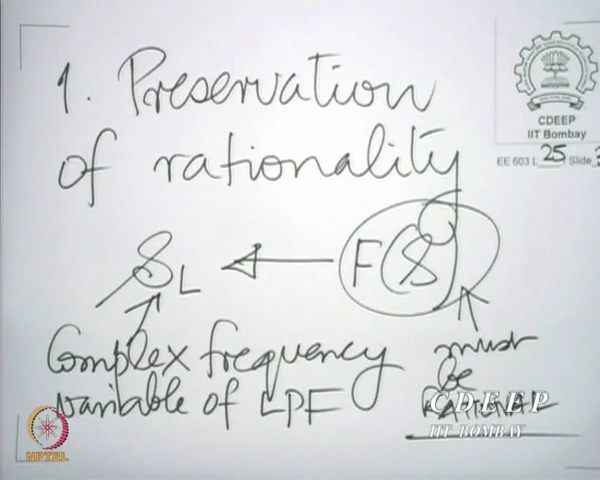 1. Preservation
of rationality
CDEEP
IIT Bombay
EE 603 L 25 Slide
S_L ← F(S)
Complex frequency
variable of LPF
must
be
RATIONAL
CDEEP
IIT BOMBAY
NPTEL